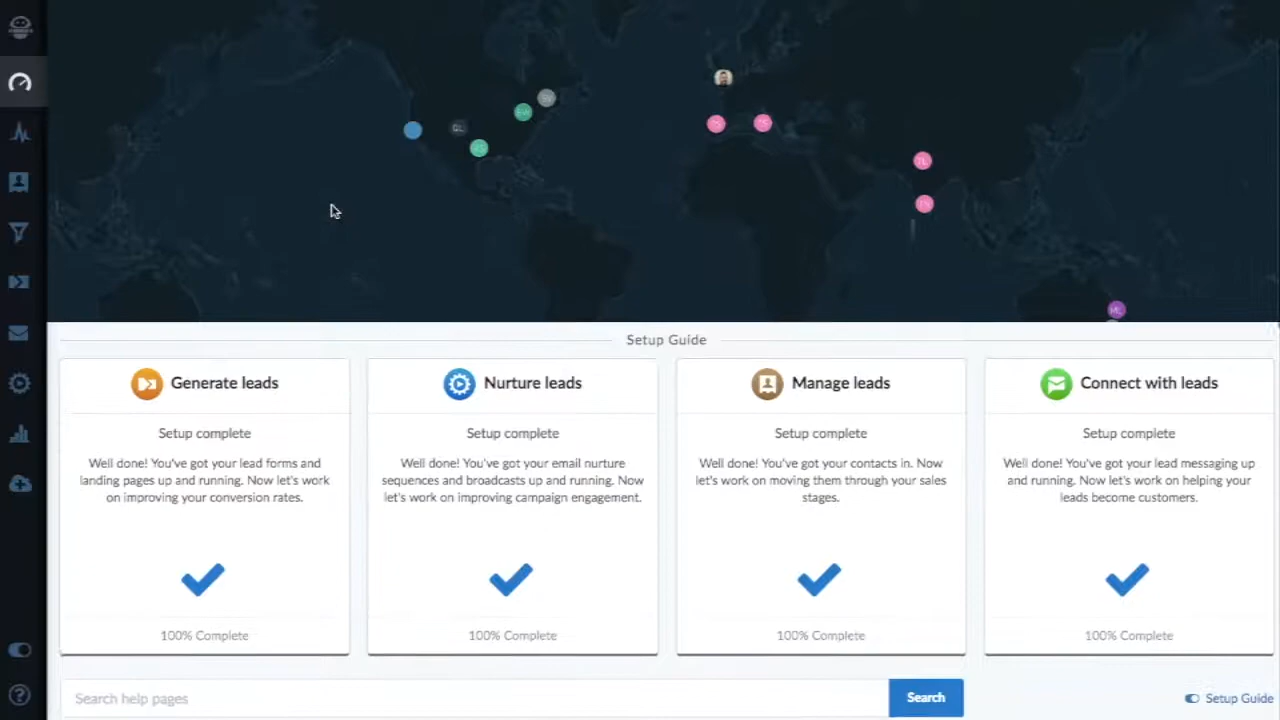 Setup Guide
Generate leads
Setup complete
Well done! You've got your lead forms and
landing pages up and running. Now let's work
on improving your conversion rates.
100% Complete
Nurture leads
Setup complete
Well done! You've got your email nurture
sequences and broadcasts up and running. Now
let's work on improving campaign engagement.
100% Complete
Manage leads
Setup complete
Well done! You've got your contacts in. Now
let's work on moving them through your sales
stages.
100% Complete
Connect with leads
Setup complete
Well done! You've got your lead messaging up
and running. Now let's work on helping your
leads become customers.
100% Complete
Search help pages
Search
Setup Guide